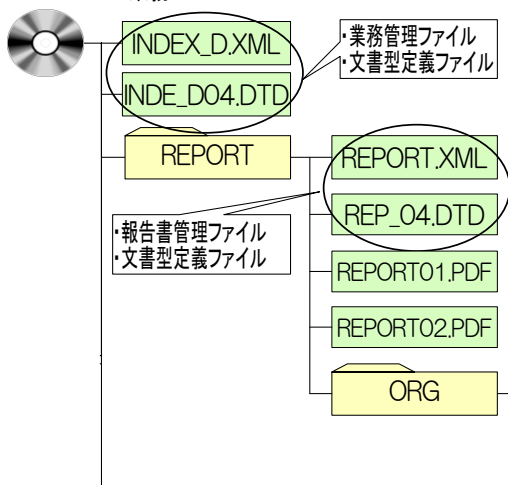 INDEX_D.XML
INDE_D04.DTD
・業務管理ファイル
・文書型定義ファイル
REPORT
REPORT.XML
REP_04.DTD
・報告書管理ファイル
・文書型定義ファイル
REPORT01.PDF
REPORT02.PDF
ORG